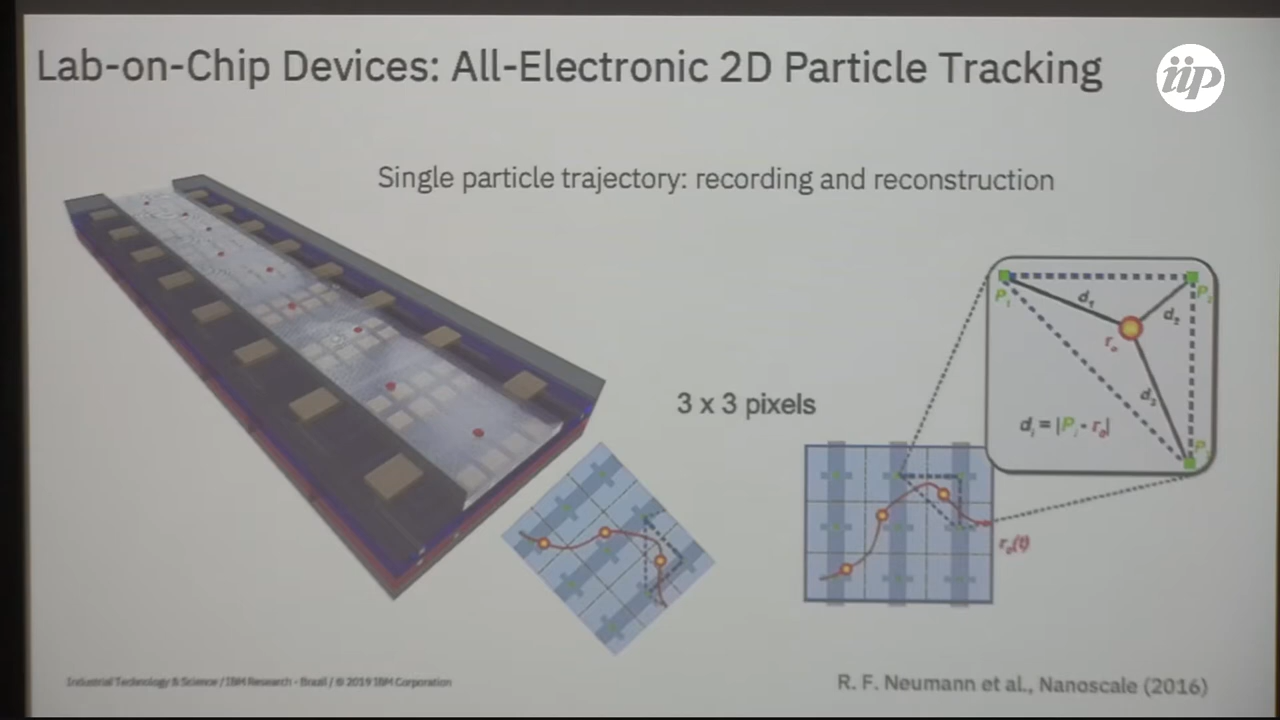 Lab-on-Chip Devices: All-Electronic 2D Particle Tracking
iip
Single particle trajectory: recording and reconstruction
P₁
d₁
P₂
d₂
r₀
d₃
dᵢ = |Pᵢ - r₀|
P
3 x 3 pixels
r₀(t)
Industrial Technology & Science / IBM Research - Brazil / © 2019 IBM Corporation
R. F. Neumann et al., Nanoscale (2016)